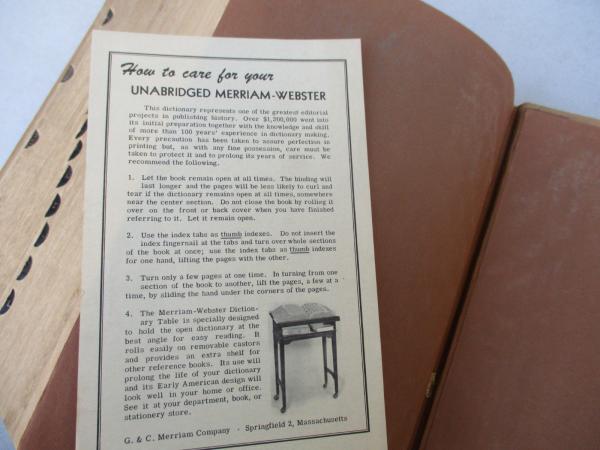 How to care for your
UNABRIDGED MERRIAM-WEBSTER
This dictionary represents one of the greatest editorial
projects in publishing history. Over $1,200,000 went into
its initial preparation together with the knowledge and skill
of more than 100 years' experience in dictionary making.
Every precaution has been taken to assure perfection in
printing but, as with any fine possession, care must be
taken to protect it and to prolong its years of service. We
recommend the following.
1. Let the book remain open at all times. The binding will
last longer and the pages will be less likely to curl and
tear if the dictionary remains open at all times, somewhere
near the center section. Do not close the book by rolling it
over on the front or back cover when you have finished
referring to it. Let it remain open.
2. Use the index tabs as thumb indexes. Do not insert the
index fingernail at the tabs and turn over whole sections
of the book at once; use the index tabs as thumb indexes
for one hand, lifting the pages with the other.
3. Turn only a few pages at one time. In turning from one
section of the book to another, lift the pages, a few at a
time, by sliding the hand under the corners of the pages.
4. The Merriam-Webster Diction-
ary Table is specially designed
to hold the open dictionary at the
best angle for easy reading. It
rolls easily on removable castors
and provides an extra shelf for
other reference books. Its use will
prolong the life of your dictionary
and its Early American design will
look well in your home or office.
See it at your department, book, or
stationery store.
G. & C. Merriam Company - Springfield 2, Massachusetts